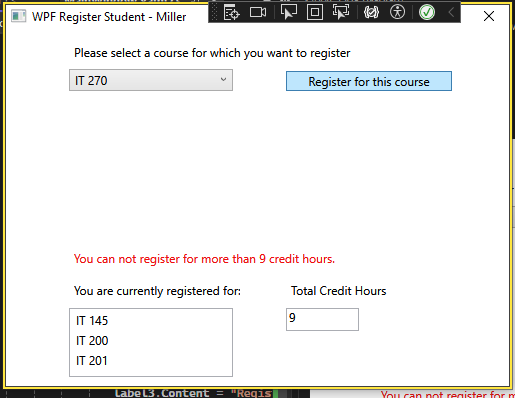 WPF Register Student - Miller
Please select a course for which you want to register
IT 270
Register for this course
You can not register for more than 9 credit hours.
You are currently registered for:
Total Credit Hours
IT 145
9
IT 200
IT 201
label3.Content = "Regis
You can not register for m